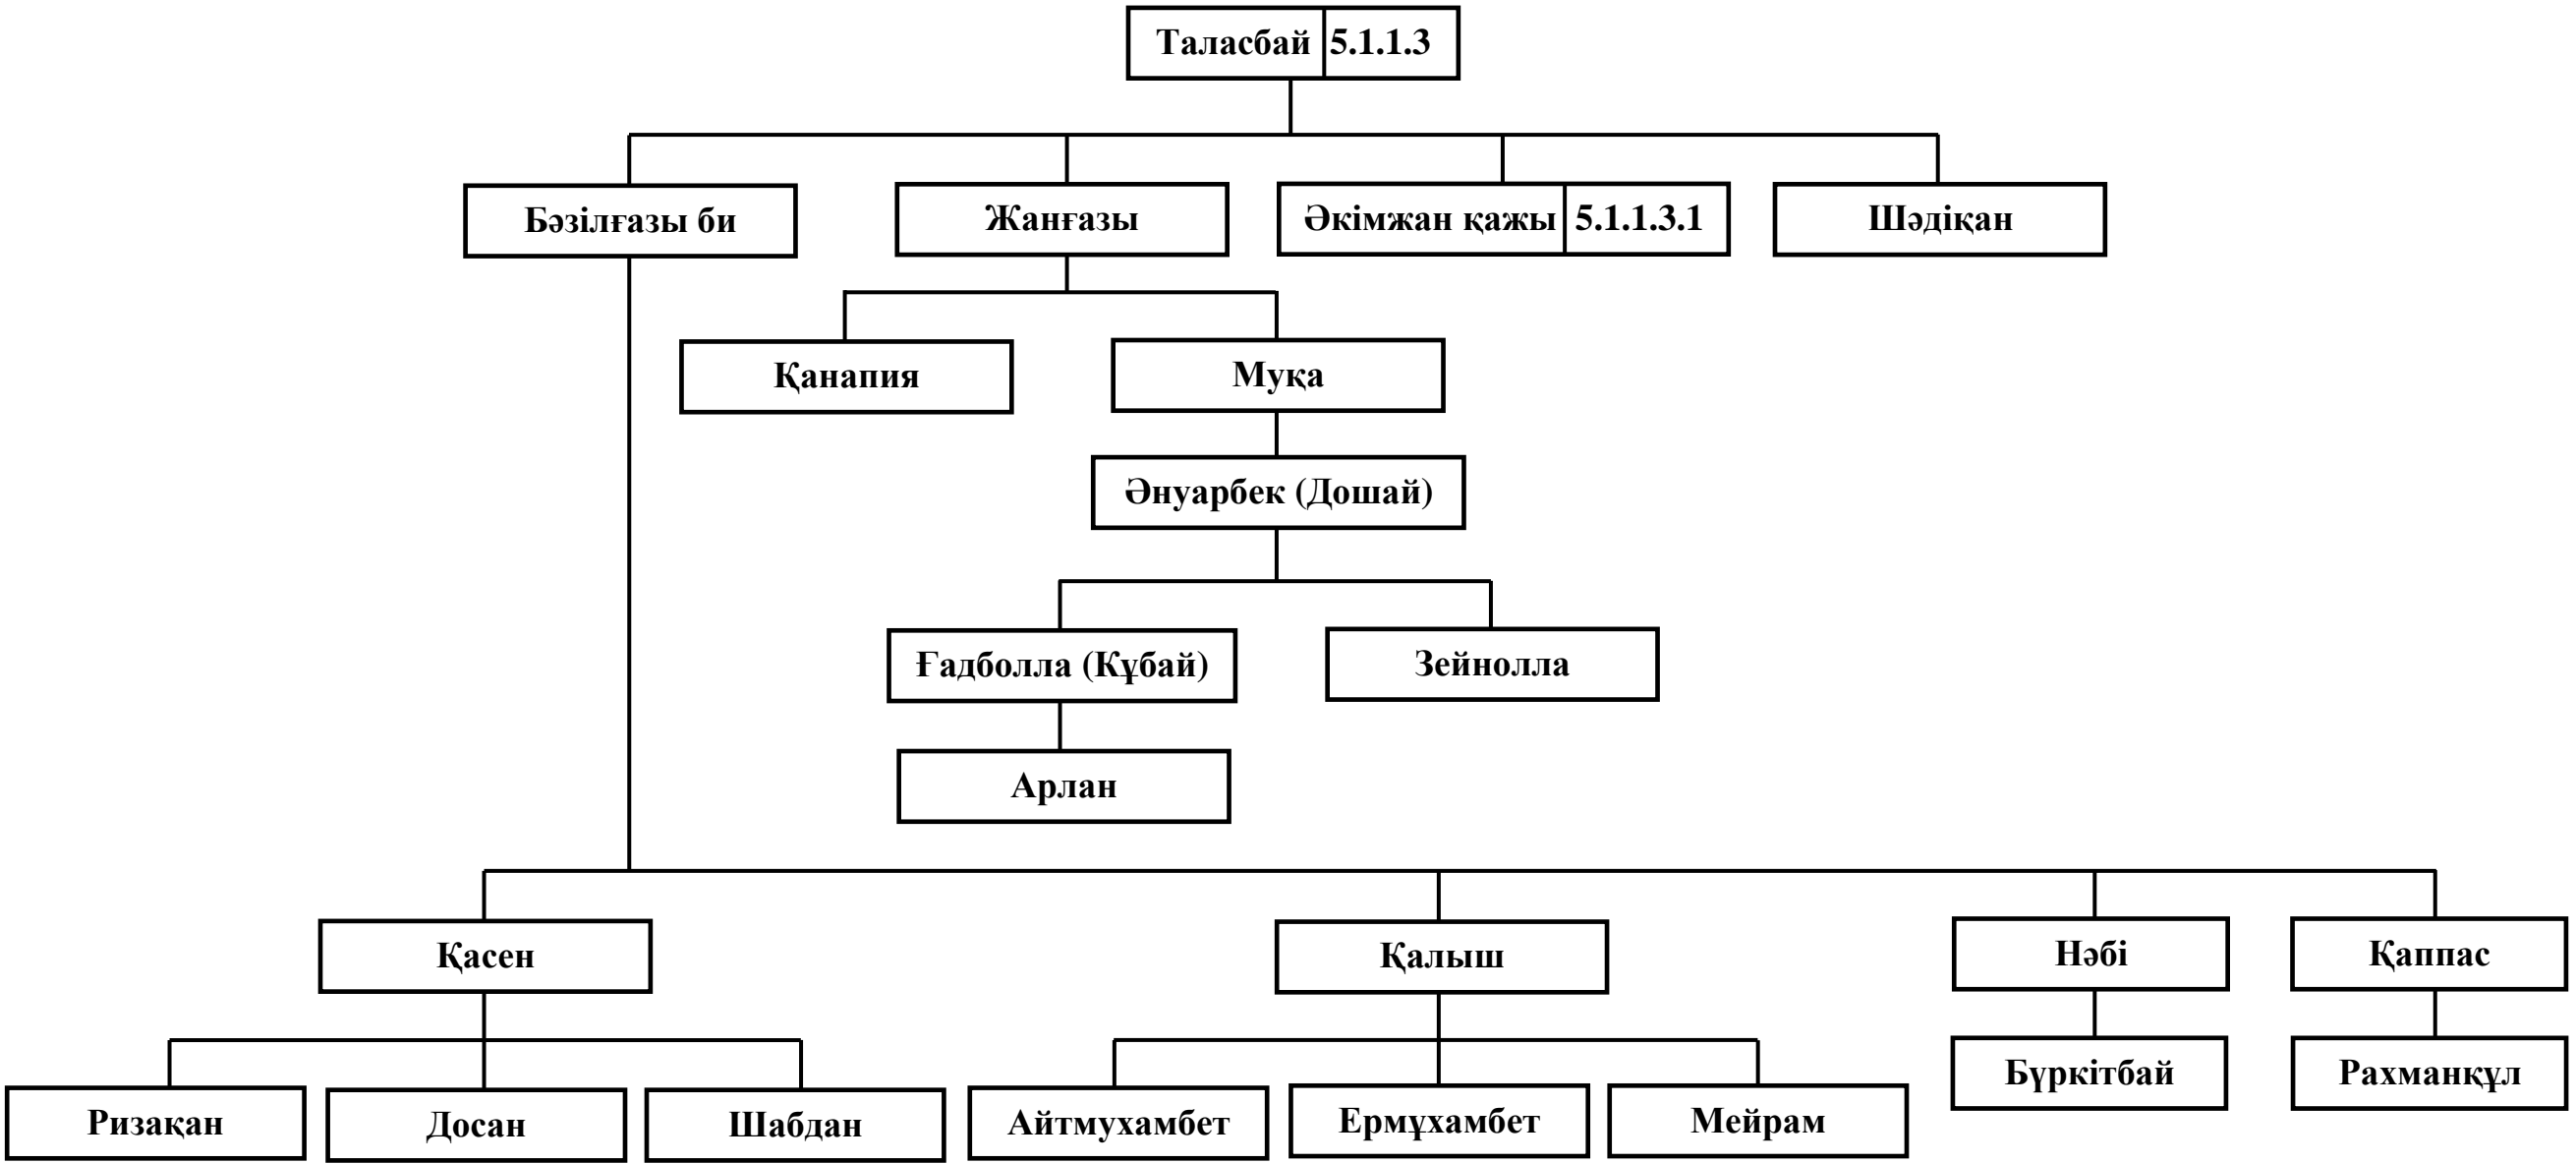 Таласбай 5.1.1.3
Бәзілғазы би
Жанғазы
Әкімжан қажы 5.1.1.3.1
Шәдіқан
Қанапия
Муқа
Әнуарбек (Дошай)
Ғадболла (Құбай)
Зейнолла
Арлан
Қасен
Қалыш
Нәбі
Қаппас
Ризақан
Досан
Шабдан
Айтмухамбет
Ермұхамбет
Мейрам
Бүркітбай
Рахманқұл